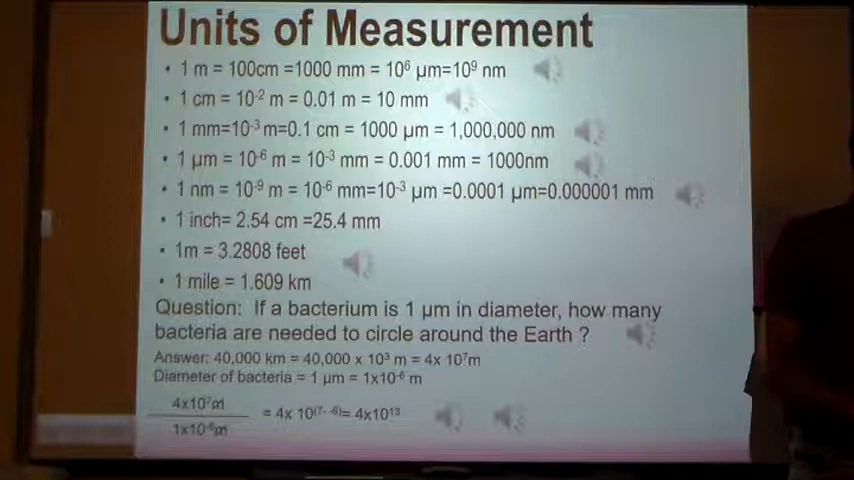 Units of Measurement
• 1 m = 100cm =1000 mm = 10⁶ µm=10⁹ nm
• 1 cm = 10⁻² m = 0.01 m = 10 mm
• 1 mm=10⁻³ m=0.1 cm = 1000 µm = 1,000,000 nm
• 1 µm = 10⁻⁶ m = 10⁻³ mm = 0.001 mm = 1000nm
• 1 nm = 10⁻⁹ m = 10⁻⁶ mm=10⁻³ µm =0.0001 µm=0.000001 mm
• 1 inch= 2.54 cm =25.4 mm
• 1m = 3.2808 feet
• 1 mile = 1.609 km
Question: If a bacterium is 1 µm in diameter, how many
bacteria are needed to circle around the Earth ?
Answer: 40,000 km = 40,000 x 10³ m = 4x 10⁷m
Diameter of bacteria = 1 µm = 1x10⁻⁶ m
4x10⁷m
= 4x 10⁽⁷⁻ ⁻⁶⁾= 4x10¹³
1x10⁻⁶m